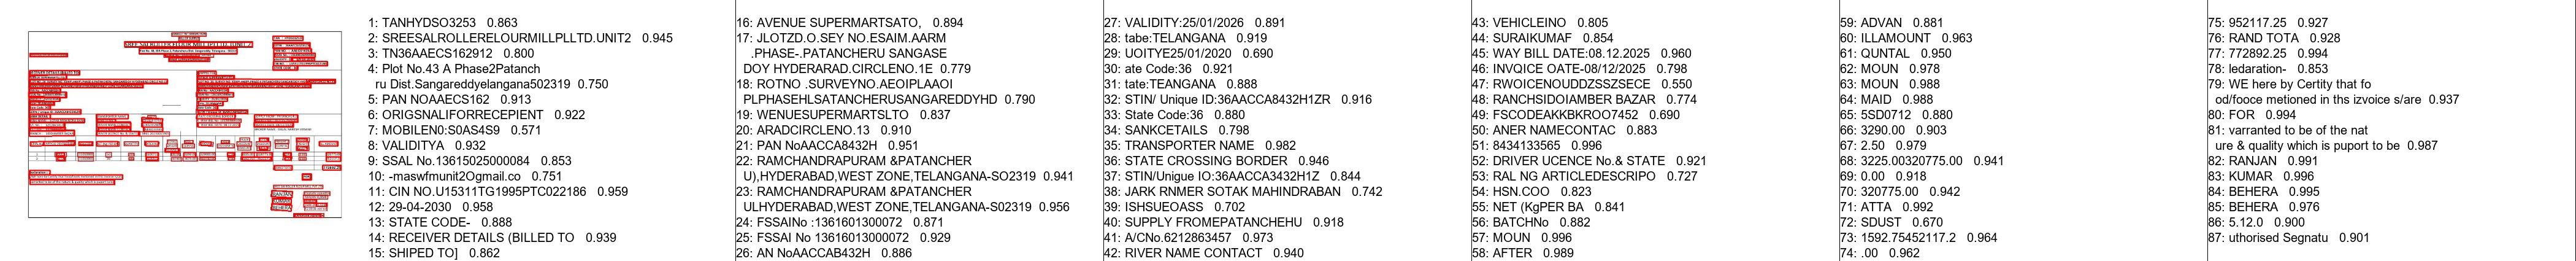 1: TANHYDSO3253 0.863
2: SREESALROLLERELOURMILLPLLTD.UNIT2 0.945
3: TN36AAECS162912 0.800
4: Plot No.43 A Phase2Patanch
ru Dist.Sangareddyelangana502319 0.750
5: PAN NOAAECS162 0.913
6: ORIGSNALIFORRECEPIENT 0.922
7: MOBILEN0:S0AS4S9 0.571
8: VALIDITYA 0.932
9: SSAL No.13615025000084 0.853
10: -maswfmunit2Ogmail.co 0.751
11: CIN NO.U15311TG1995PTC022186 0.959
12: 29-04-2030 0.958
13: STATE CODE- 0.888
14: RECEIVER DETAILS (BILLED TO 0.939
15: SHIPED TO] 0.862
16: AVENUE SUPERMARTSATO, 0.894
17: JLOTZD.O.SEY NO.ESAIM.AARM
.PHASE-.PATANCHERU SANGASE
DOY HYDERARAD.CIRCLENO.1E 0.779
18: ROTNO .SURVEYNO.AEOIPLAAOI
PLPHASEHLSATANCHERUSANGAREDDYHD 0.790
19: WENUESUPERMARTSLTO 0.837
20: ARADCIRCLENO.13 0.910
21: PAN NoAACCA8432H 0.951
22: RAMCHANDRAPURAM &PATANCHER
U),HYDERABAD,WEST ZONE,TELANGANA-SO2319 0.941
23: RAMCHANDRAPURAM &PATANCHER
ULHYDERABAD,WEST ZONE,TELANGANA-S02319 0.956
24: FSSAINo :1361601300072 0.871
25: FSSAI No 13616013000072 0.929
26: AN NoAACCAB432H 0.886
27: VALIDITY:25/01/2026 0.891
28: tabe:TELANGANA 0.919
29: UOITYE25/01/2020 0.690
30: ate Code:36 0.921
31: tate:TEANGANA 0.888
32: STIN/ Unique ID:36AACCA8432H1ZR 0.916
33: State Code:36 0.880
34: SANKCETAILS 0.798
35: TRANSPORTER NAME 0.982
36: STATE CROSSING BORDER 0.946
37: STIN/Unigue IO:36AACCA3432H1Z 0.844
38: JARK RNMER SOTAK MAHINDRABAN 0.742
39: ISHSUEOASS 0.702
40: SUPPLY FROMEPATANCHEHU 0.918
41: A/CNo.6212863457 0.973
42: RIVER NAME CONTACT 0.940
43: VEHICLEINO 0.805
44: SURAIKUMAF 0.854
45: WAY BILL DATE:08.12.2025 0.960
46: INVQICE OATE-08/12/2025 0.798
47: RWOICENOUDDZSSZSECE 0.550
48: RANCHSIDOIAMBER BAZAR 0.774
49: FSCODEAKKBKROO7452 0.690
50: ANER NAMECONTAC 0.883
51: 8434133565 0.996
52: DRIVER UCENCE No.& STATE 0.921
53: RAL NG ARTICLEDESCRIPO 0.727
54: HSN.COO 0.823
55: NET (KgPER BA 0.841
56: BATCHNo 0.882
57: MOUN 0.996
58: AFTER 0.989
59: ADVAN 0.881
60: ILLAMOUNT 0.963
61: QUNTAL 0.950
62: MOUN 0.978
63: MOUN 0.988
64: MAID 0.988
65: 5SD0712 0.880
66: 3290.00 0.903
67: 2.50 0.979
68: 3225.00320775.00 0.941
69: 0.00 0.918
70: 320775.00 0.942
71: ATTA 0.992
72: SDUST 0.670
73: 1592.75452117.2 0.964
74: .00 0.962
75: 952117.25 0.927
76: RAND TOTA 0.928
77: 772892.25 0.994
78: ledaration- 0.853
79: WE here by Certity that fo
od/fooce metioned in ths izvoice s/are 0.937
80: FOR 0.994
81: varranted to be of the nat
ure & quality which is puport to be 0.987
82: RANJAN 0.991
83: KUMAR 0.996
84: BEHERA 0.995
85: BEHERA 0.976
86: 5.12.0 0.900
87: uthorised Segnatu 0.901